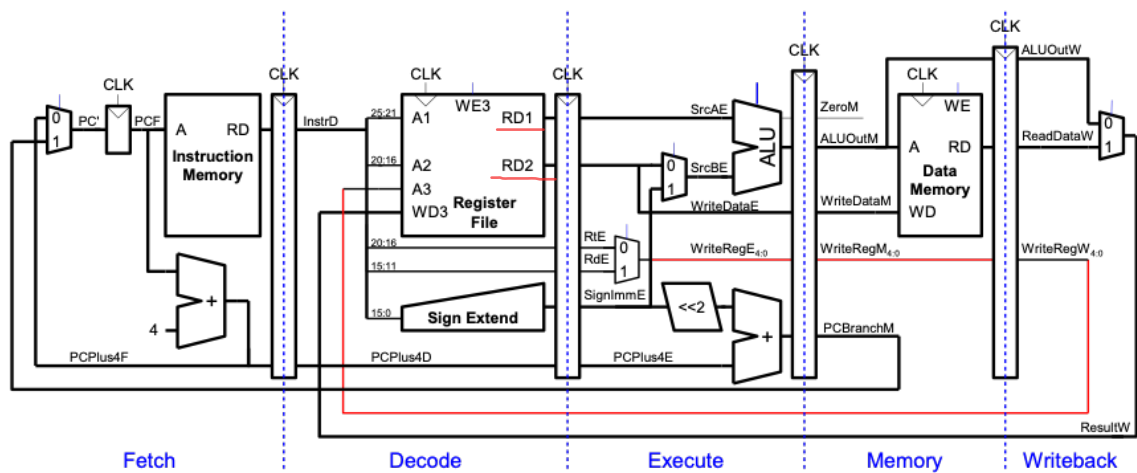 CLK
CLK
CLK
CLK
CLK
CLK
CLK
ALUOutW
0
1
PC'
PCF
A
RD
Instruction
Memory
InstrD
25:21
20:16
A1
A2
A3
WD3
WE3
RD1
RD2
Register
File
SrcAE
0
1
SrcBE
ALU
ZeroM
ALUOutM
WE
A
RD
Data
Memory
WD
ReadDataW
0
1
WriteDataE
WriteDataM
20:16
15:11
RtE
RdE
0
1
WriteRegE4:0
WriteRegM4:0
WriteRegW4:0
15:0
Sign Extend
SignImmE
<<2
+
4
+
PCBranchM
PCPlus4F
PCPlus4D
PCPlus4E
ResultW
Fetch
Decode
Execute
Memory
Writeback